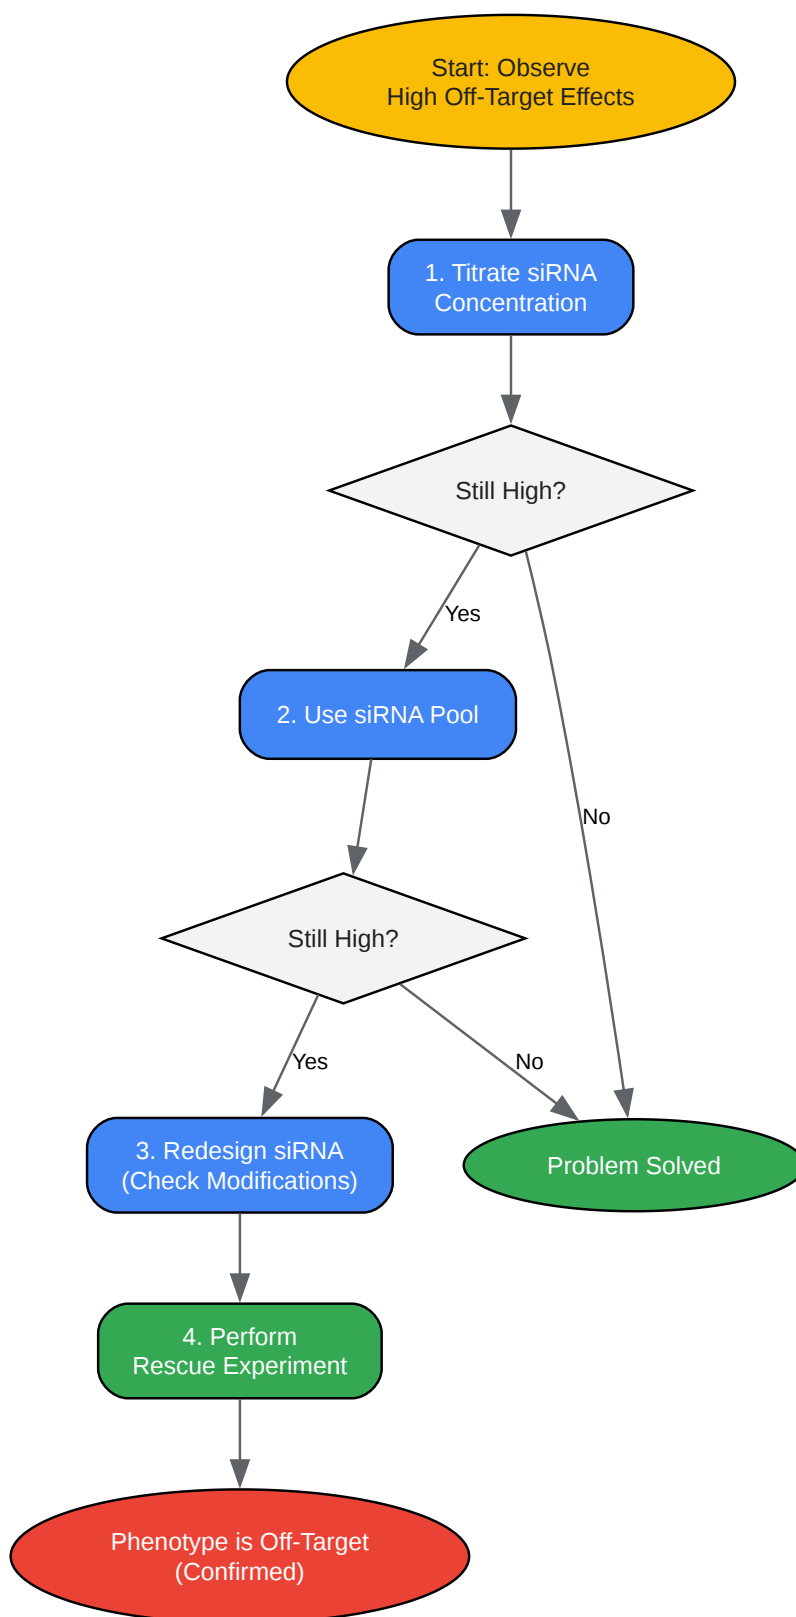 Start: Observe
High Off-Target Effects
1. Titrate siRNA
Concentration
Still High?
Yes
2. Use siRNA Pool
No
Still High?
Yes
No
3. Redesign siRNA
(Check Modifications)
Problem Solved
4. Perform
Rescue Experiment
Phenotype is Off-Target
(Confirmed)